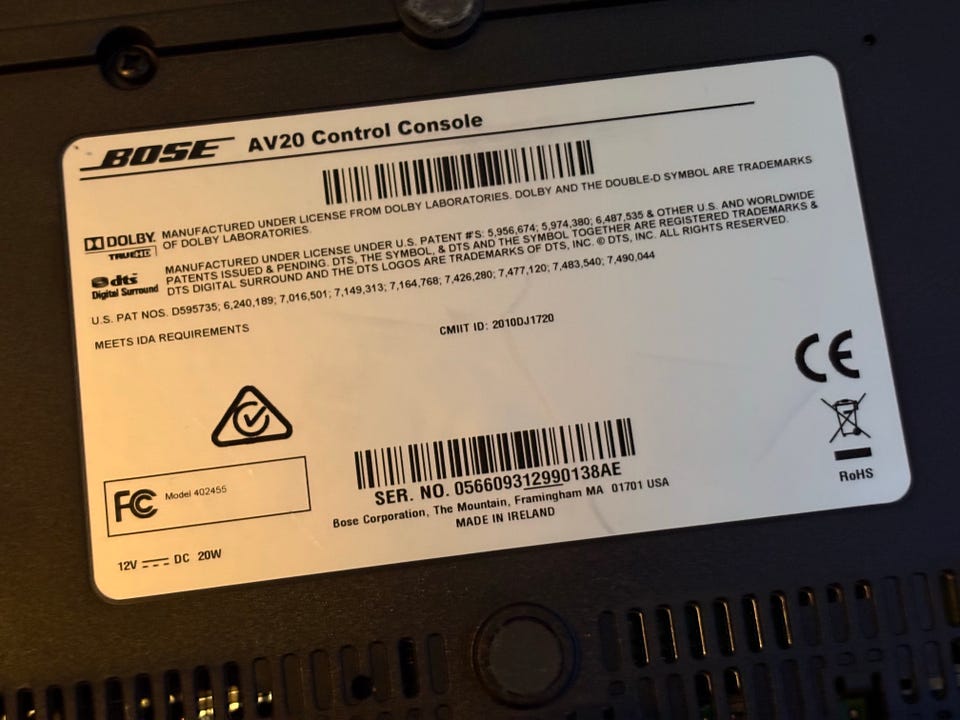 BOSE AV20 Control Console
DOLBY MANUFACTURED UNDER LICENSE FROM DOLBY LABORATORIES. DOLBY AND THE DOUBLE-D SYMBOL ARE TRADEMARKS
TRUEHD OF DOLBY LABORATORIES.
dts MANUFACTURED UNDER LICENSE UNDER U.S. PATENT #'S: 5,956,674; 5,974,380; 6,487,535 & OTHER U.S. AND WORLDWIDE
Digital Surround PATENTS ISSUED & PENDING. DTS, THE SYMBOL, & DTS AND THE SYMBOL TOGETHER ARE REGISTERED TRADEMARKS &
DTS DIGITAL SURROUND AND THE DTS LOGOS ARE TRADEMARKS OF DTS, INC. © DTS, INC. ALL RIGHTS RESERVED.
U.S. PAT NOS. D595735; 6,240,189; 7,016,501; 7,149,313; 7,164,768; 7,426,280; 7,477,120; 7,483,540; 7,490,044
MEETS IDA REQUIREMENTS
CMIIT ID: 2010DJ1720
CE
RoHS
FC Model 402455
SER. NO. 056609312990138AE
Bose Corporation, The Mountain, Framingham MA 01701 USA
MADE IN IRELAND
12V DC 20W